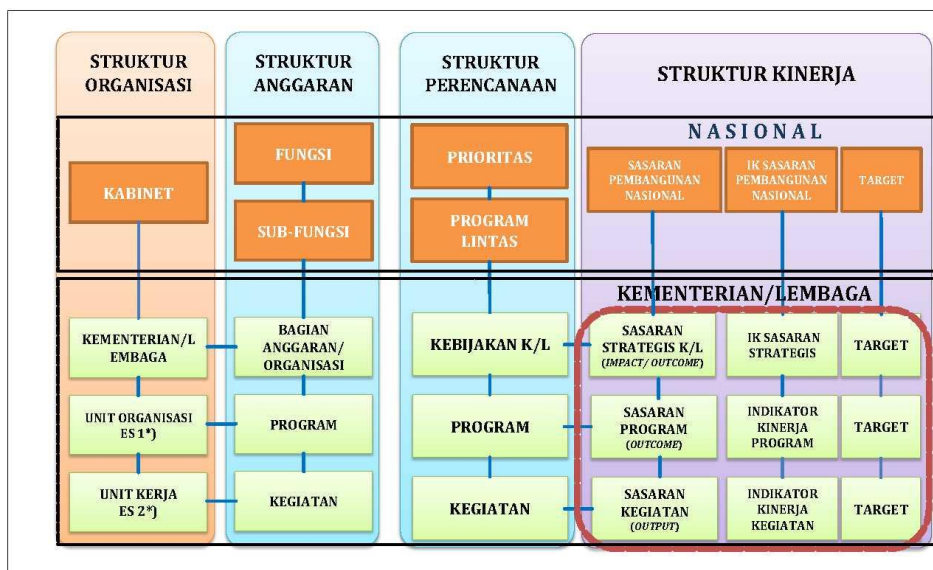 STRUKTUR
ORGANISASI
STRUKTUR
ANGGARAN
STRUKTUR
PERENCANAAN
STRUKTUR KINERJA
NASIONAL
KABINET
FUNGSI
SUB-FUNGSI
PRIORITAS
PROGRAM
LINTAS
SASARAN
PEMBANGUNAN
NASIONAL
IK SASARAN
PEMBANGUNAN
NASIONAL
TARGET
KEMENTERIAN/LEMBAGA
KEMENTERIAN/L
EMBAGA
BAGIAN
ANGGARAN/
ORGANISASI
KEBIJAKAN K/L
SASARAN
STRATEGIS K/L
(IMPACT/ OUTCOME)
IK SASARAN
STRATEGIS
TARGET
UNIT ORGANISASI
ES 1*)
PROGRAM
PROGRAM
SASARAN
PROGRAM
(OUTCOME)
INDIKATOR
KINERJA
PROGRAM
TARGET
UNIT KERJA
ES 2*)
KEGIATAN
KEGIATAN
SASARAN
KEGIATAN
(OUTPUT)
INDIKATOR
KINERJA
KEGIATAN
TARGET